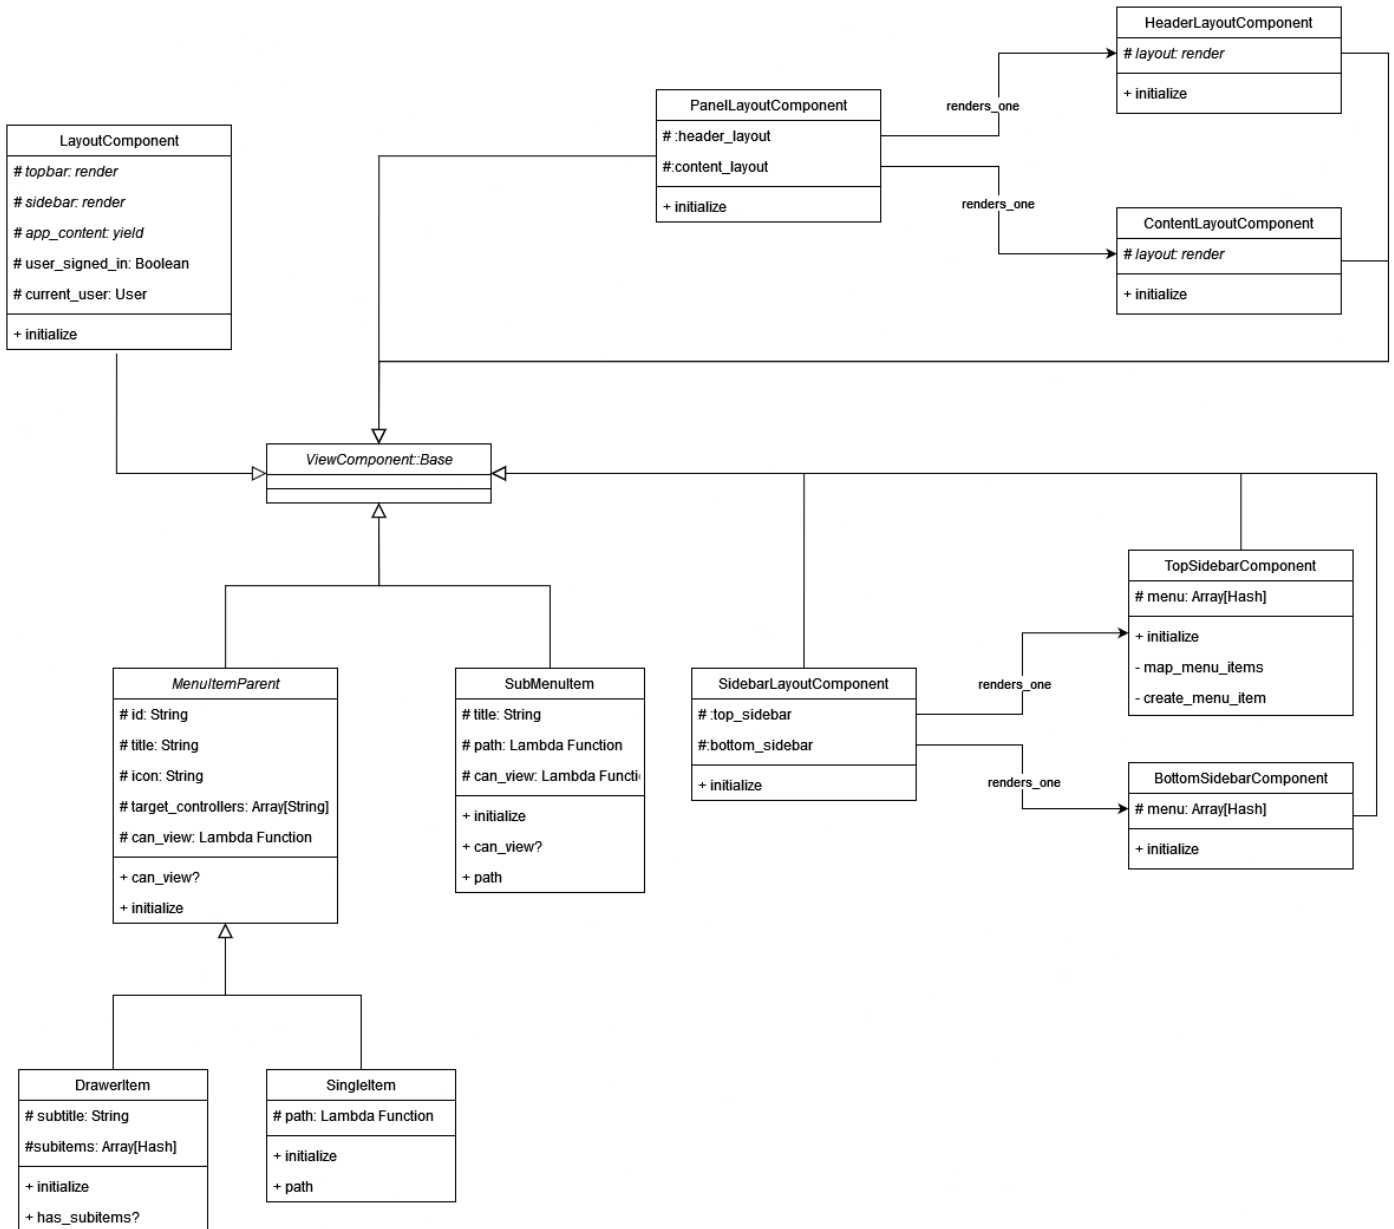 HeaderLayoutComponent
# layout: render
+ initialize
PanelLayoutComponent
# :header_layout
#:content_layout
+ initialize
renders_one
renders_one
ContentLayoutComponent
# layout: render
+ initialize
LayoutComponent
# topbar: render
# sidebar: render
# app_content: yield
# user_signed_in: Boolean
# current_user: User
+ initialize
ViewComponent::Base
MenuItemParent
# id: String
# title: String
# icon: String
# target_controllers: Array[String]
# can_view: Lambda Function
+ can_view?
+ initialize
SubMenuItem
# title: String
# path: Lambda Function
# can_view: Lambda Functi
+ initialize
+ can_view?
+ path
SidebarLayoutComponent
# :top_sidebar
#:bottom_sidebar
+ initialize
renders_one
renders_one
TopSidebarComponent
# menu: Array[Hash]
+ initialize
- map_menu_items
- create_menu_item
BottomSidebarComponent
# menu: Array[Hash]
+ initialize
DrawerItem
# subtitle: String
#subitems: Array[Hash]
+ initialize
+ has_subitems?
SingleItem
# path: Lambda Function
+ initialize
+ path